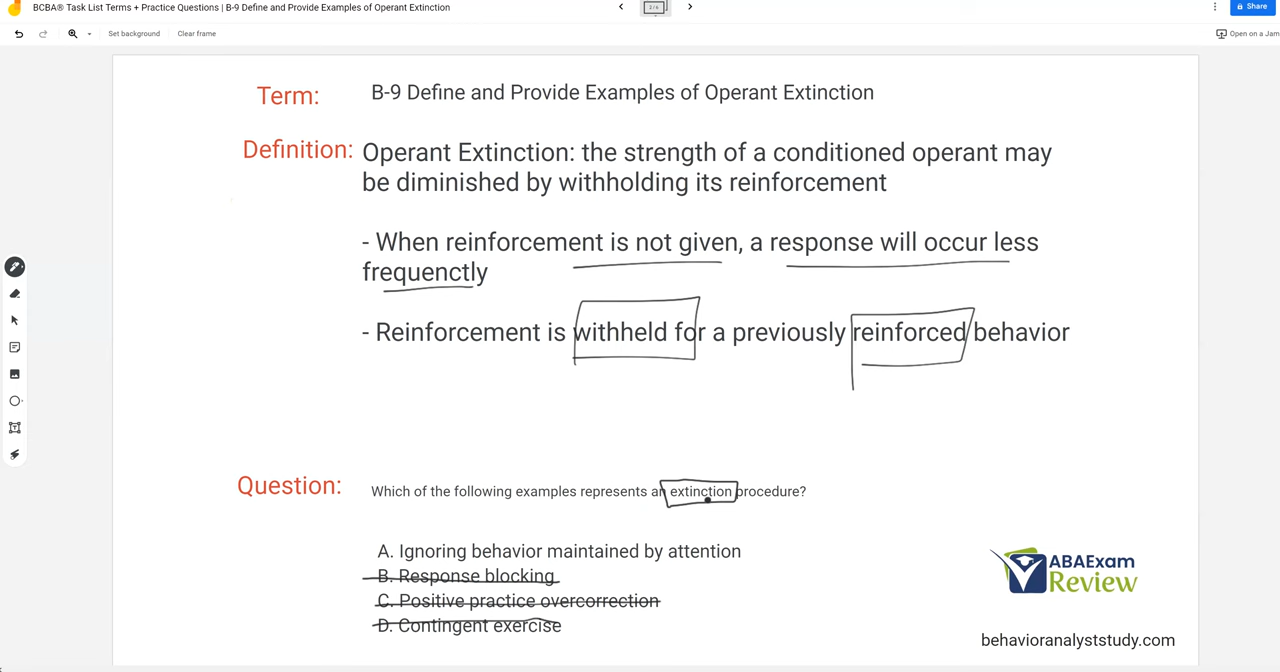 BCBA® Task List Terms + Practice Questions | B-9 Define and Provide Examples of Operant Extinction
2/6
Share
Set background
Clear frame
Open on a Jam
Term:
B-9 Define and Provide Examples of Operant Extinction
Definition:
Operant Extinction: the strength of a conditioned operant may
be diminished by withholding its reinforcement
- When reinforcement is not given, a response will occur less
frequenctly
- Reinforcement is withheld for a previously reinforced behavior
Question:
Which of the following examples represents an extinction procedure?
A. Ignoring behavior maintained by attention
B. Response blocking
C. Positive practice overcorrection
D. Contingent exercise
ABAExam
Review
behavioranalyststudy.com